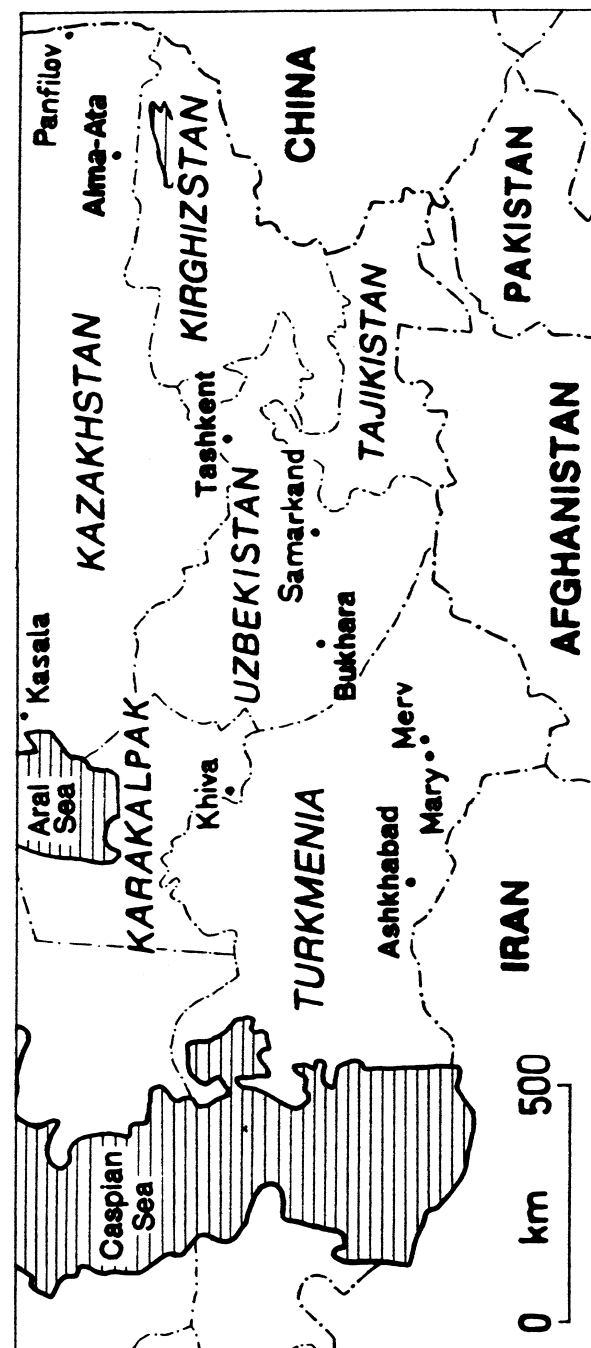 Panfilov
Alma-Ata
Kasala
Aral
Sea
KAZAKHSTAN
KIRGHIZSTAN
CHINA
Caspian
Sea
KARAKALPAK
Tashkent
Khiva
UZBEKISTAN
Samarkand
TAJIKISTAN
Bukhara
TURKMENIA
Merv
Mary
Ashkhabad
PAKISTAN
IRAN
AFGHANISTAN
0 km 500